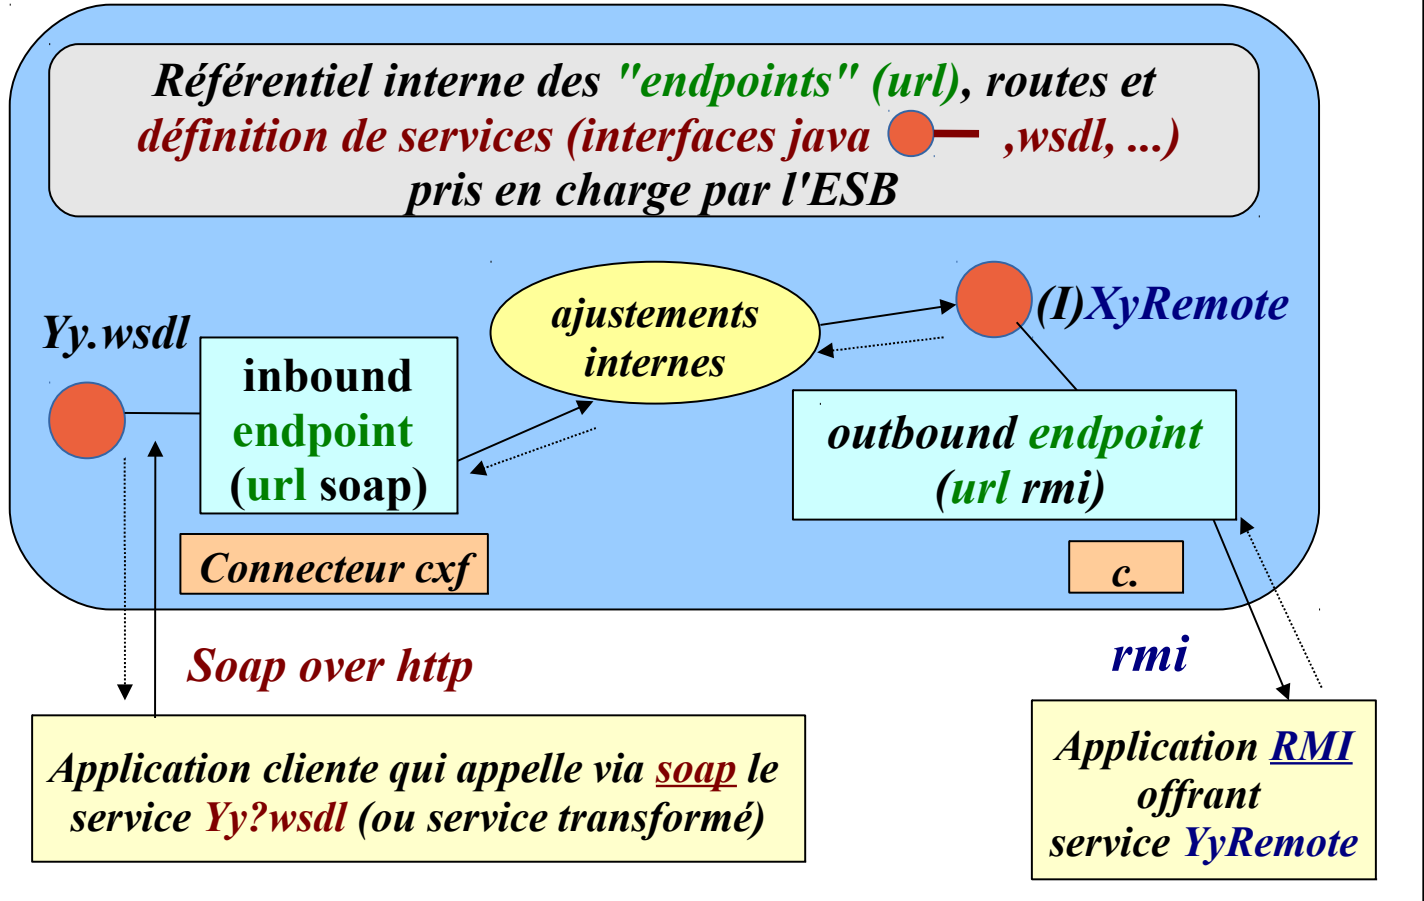 Référentiel interne des "endpoints" (url), routes et
définition de services (interfaces java ,wsdl, ...)
pris en charge par l'ESB
Yy.wsdl
inbound
endpoint
(url soap)
ajustements
internes
(I)XyRemote
outbound endpoint
(url rmi)
Connecteur cxf
c.
Soap over http
rmi
Application cliente qui appelle via soap le
service Yy?wsdl (ou service transformé)
Application RMI
offrant
service YyRemote